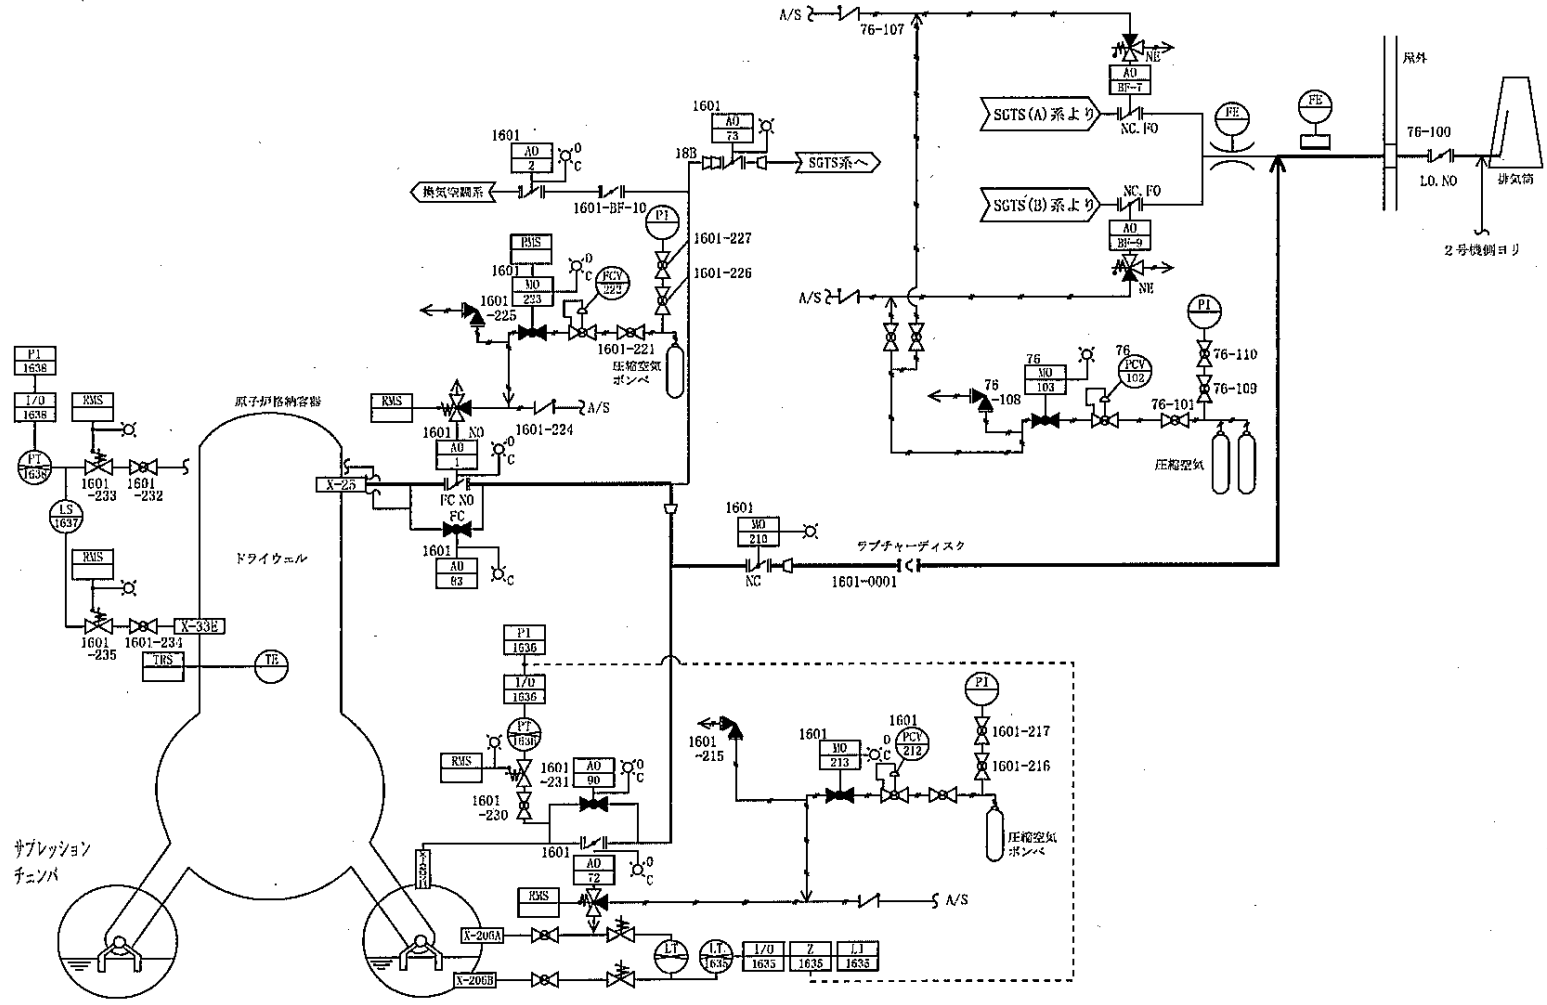 A/S
76-107
NE
AO
BF-7
SGTS(A)系より
NC.FO
FE
FE
屋外
76-100
LO.NO
排気筒
2号機側ヨリ
NC.FO
SGTS(B)系より
AO
BF-9
NE
A/S
1601
AO
73
18B
SGTS系へ
1601
AO
2
O
C
換気空調系
1601-BF-10
PI
1601-227
1601-226
RMS
1601
MO
223
O
C
FCV
222
1601
-225
1601-221
圧縮空気
ボンベ
RMS
A/S
1601-224
1601
NO
AO
1
O
C
FC NO
FC
1601
AO
83
C
PI
76-110
76-109
76
MO
103
76
PCV
102
76
-108
76-101
圧縮空気
PI
1638
I/O
1638
RMS
PT
1638
1601
-233
1601
-232
LS
1637
RMS
1601
-235
1601-234
X-33E
TRS
TE
原子炉格納容器
X-25
ドライウェル
1601
MO
210
NC
ラプチャーディスク
1601-0001
PI
1636
I/O
1636
PT
1636
RMS
1601
-231
1601
-230
AO
90
O
C
1601
AO
72
O
C
RMS
1601
-215
1601
MO
213
O
C
1601
PCV
212
PI
1601-217
1601-216
圧縮空気
ボンベ
A/S
サプレッション
チェンバ
X-206A
X-206B
LT
LT
1635
I/O
1635
Z
1635
LI
1635